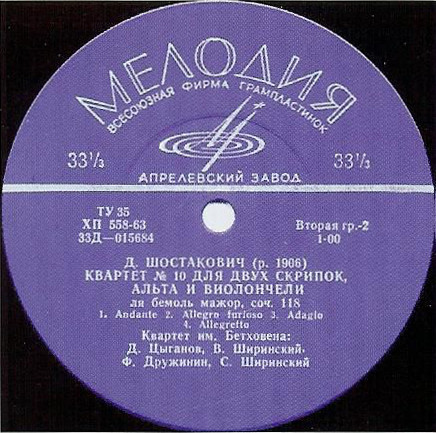 МЕЛОДИЯ
ВСЕСОЮЗНАЯ ФИРМА ГРАМПЛАСТИНОК
33⅓ 33⅓
АПРЕЛЕВСКИЙ ЗАВОД
ТУ 35
ХП 558-63 Вторая гр.-2
33Д—015684 1-00
Д. ШОСТАКОВИЧ (р. 1906)
КВАРТЕТ № 10 ДЛЯ ДВУХ СКРИПОК,
АЛЬТА И ВИОЛОНЧЕЛИ
ля бемоль мажор, соч. 118
1. Andante 2. Allegro furioso 3. Adagio
4. Allegretto
Квартет им. Бетховена:
Д. Цыганов, В. Ширинский,
Ф. Дружинин, С. Ширинский